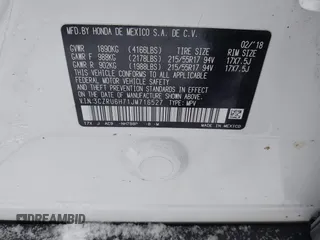 MFD.BY HONDA DE MEXICO S.A. DE C.V.
02/'18
GVWR 1890KG (4166LBS) TIRE SIZE RIM SIZE
GAWR F 988KG (2178LBS) 215/55R17 94V 17X7.5J
GAWR R 902KG (1988LBS) 215/55R17 94V 17X7.5J
THIS VEHICLE CONFORMS TO ALL APPLICABLE
FEDERAL MOTOR VEHICLE SAFETY, BUMPER,
AND THEFT PREVENTION STANDARDS IN EFFECT ON
THE DATE OF MANUFACTURE SHOWN ABOVE.
V.I.N:3CZRU6H71JM716527 TYPE: MPV
MADE IN MEXICO
DREAMBID